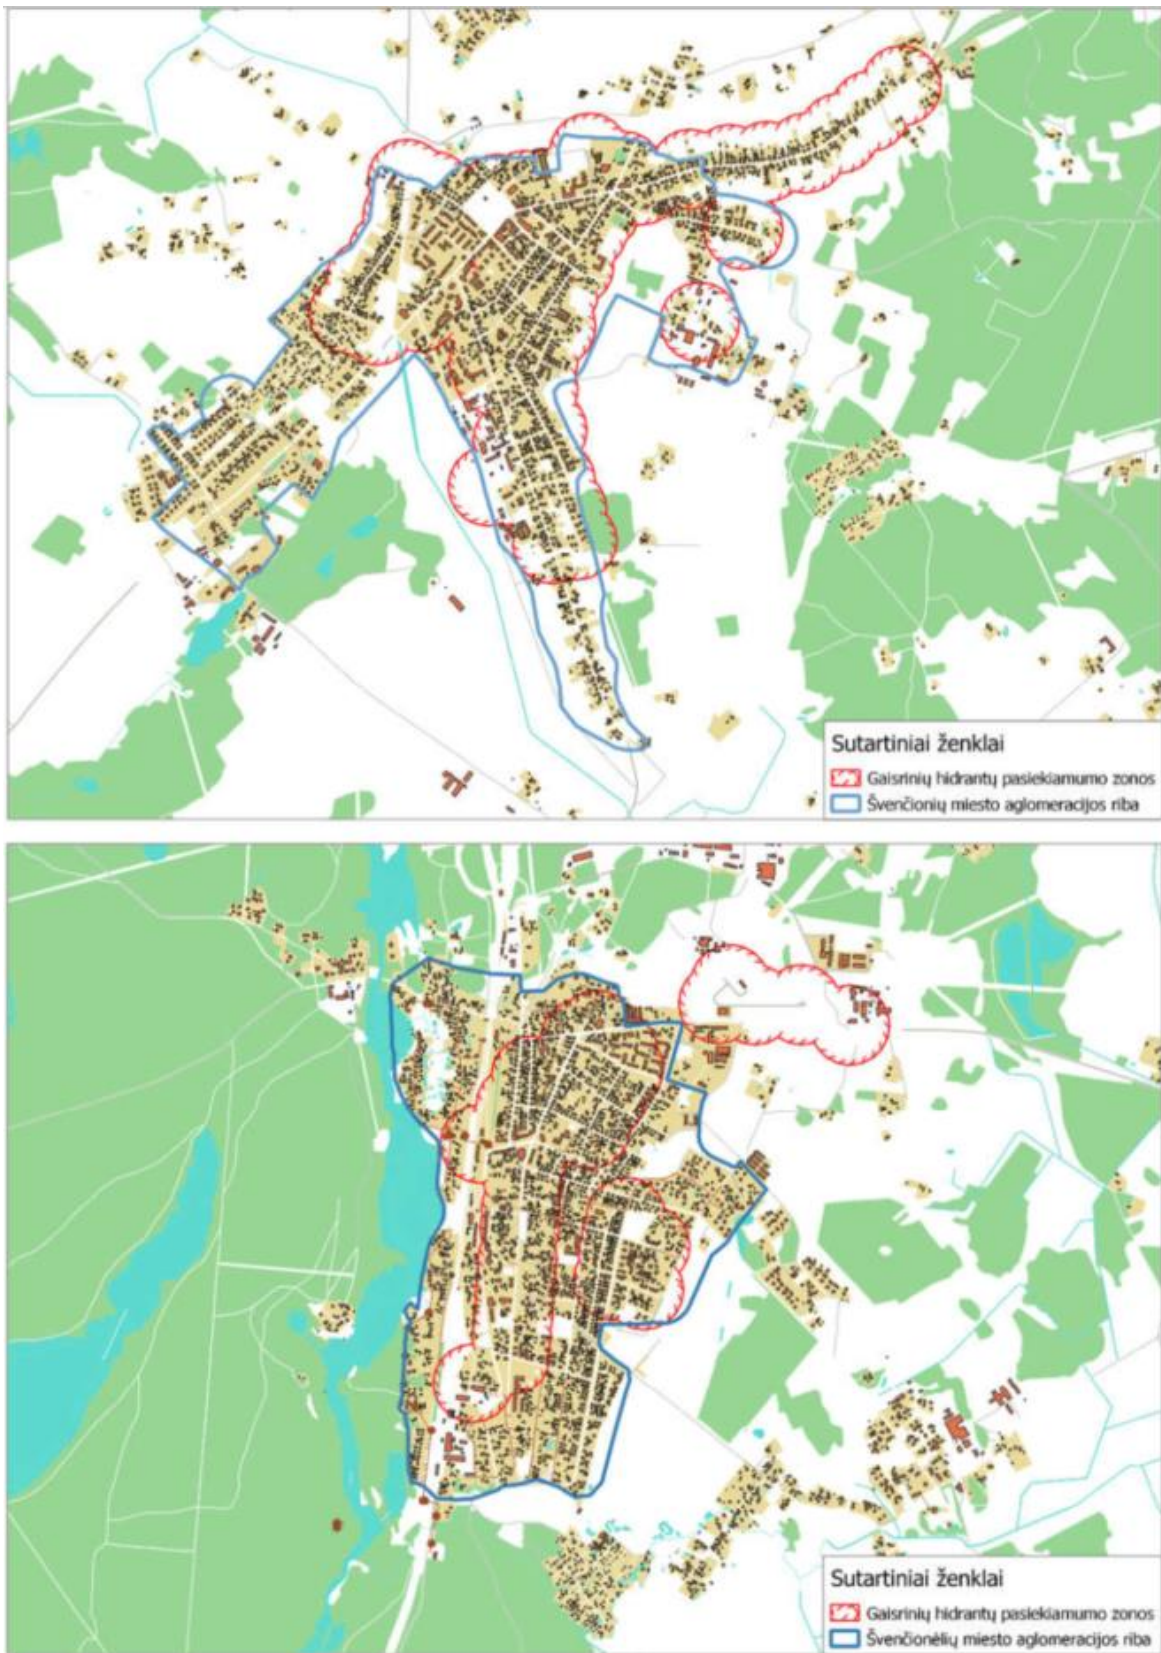 Sutartiniai ženklai
Gaisrinių hidrantų pasiekiamumo zonos
Švenčionių miesto aglomeracijos riba
Sutartiniai ženklai
Gaisrinių hidrantų pasiekiamumo zonos
Švenčionėlių miesto aglomeracijos riba